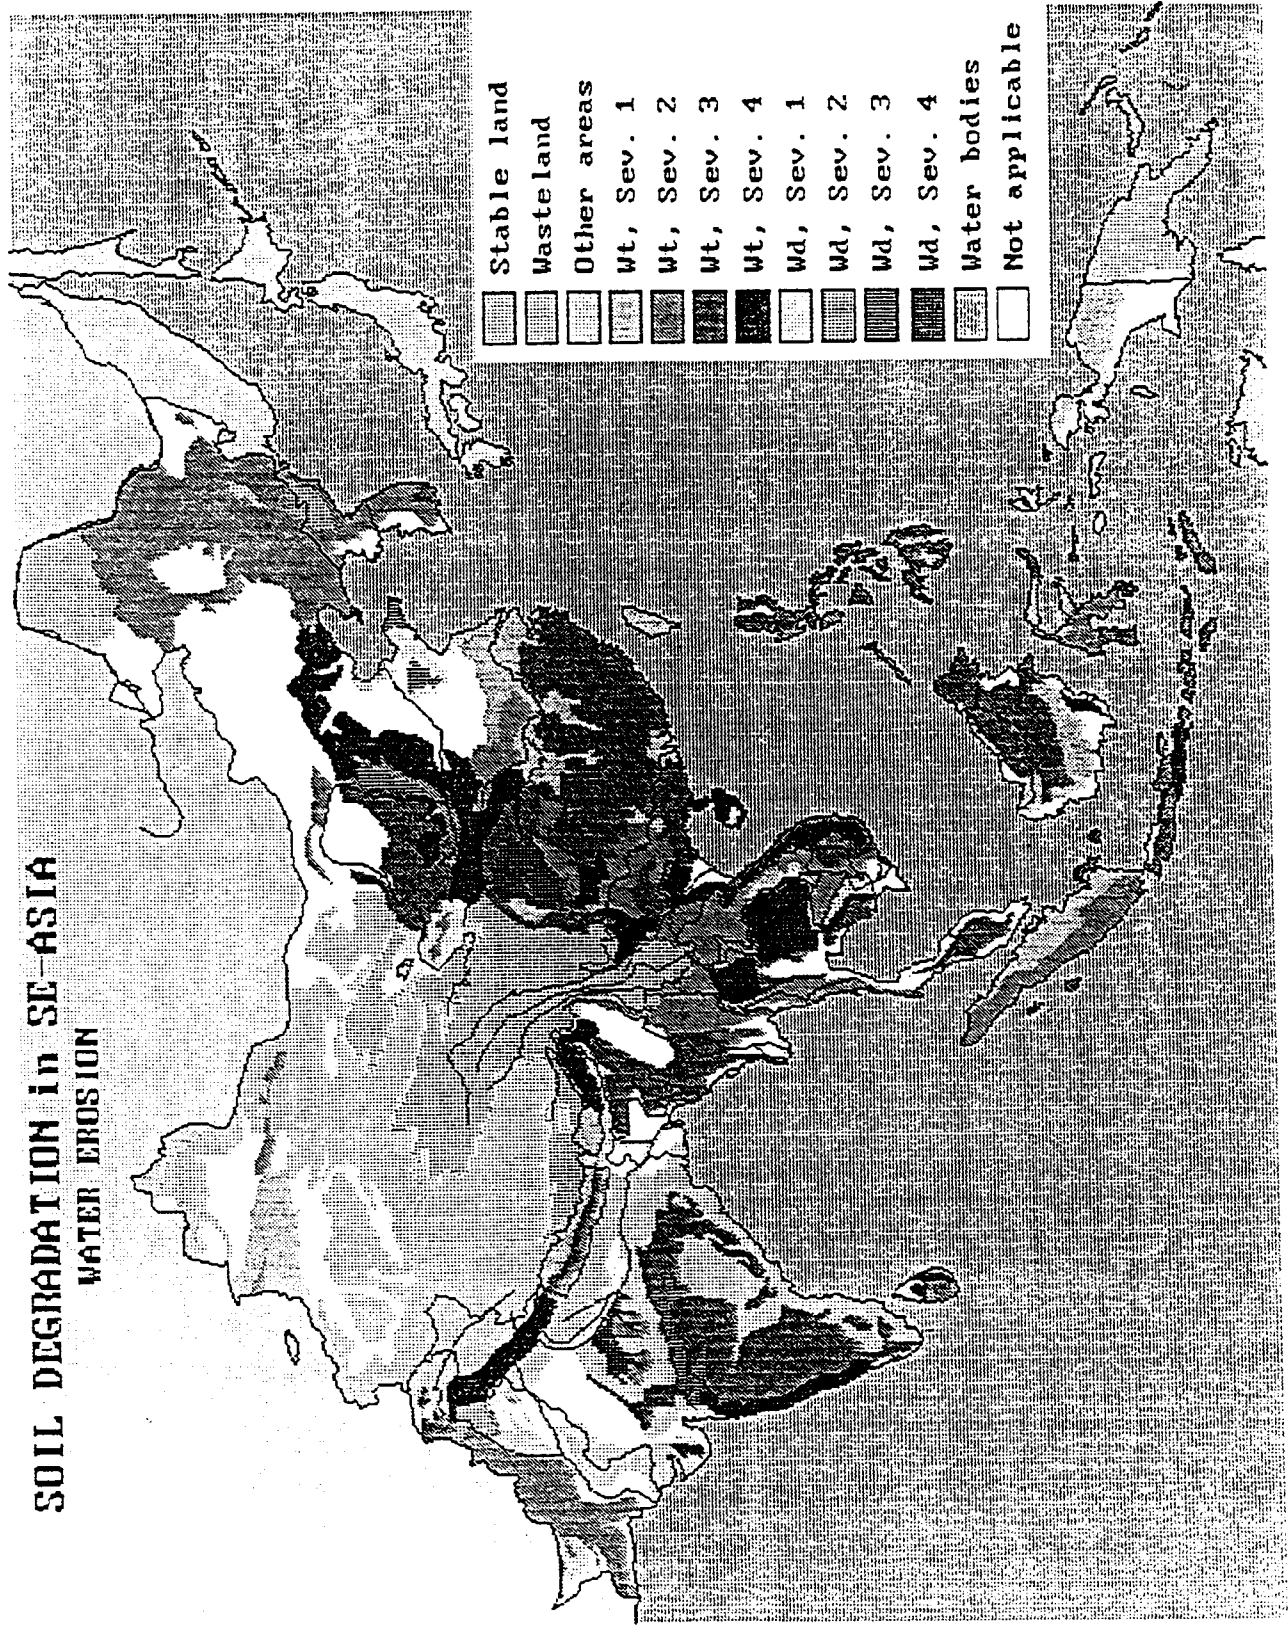 SOIL DEGRADATION in SE-ASIA
WATER EROSION
Stable land
Wasteland
Other areas
Wt, Sev. 1
Wt, Sev. 2
Wt, Sev. 3
Wt, Sev. 4
Wd, Sev. 1
Wd, Sev. 2
Wd, Sev. 3
Wd, Sev. 4
Water bodies
Not applicable